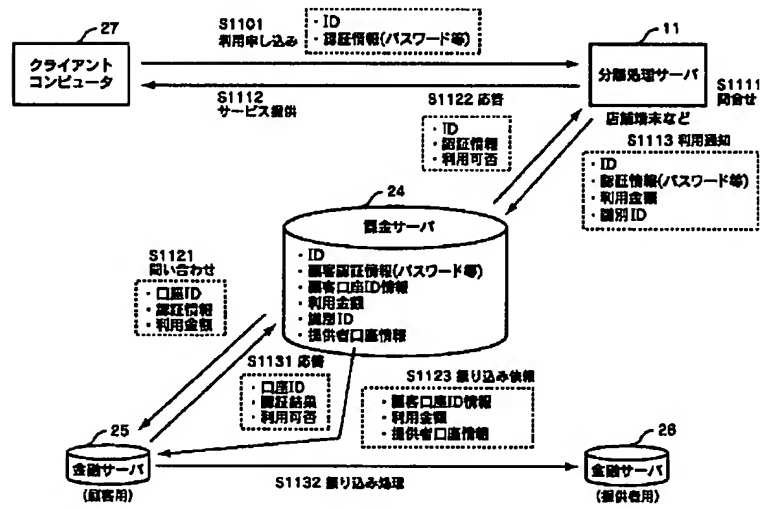 27
クライアント
コンピュータ
S1101
利用申し込み
・ID
・認証情報(パスワード等)
11
分離処理サーバ
店舗端末など
S1111
問合せ
S1112
サービス提供
S1122 応答
・ID
・認証情報
・利用可否
S1113 利用通知
・ID
・認証情報(パスワード等)
・利用金額
・識別ID
24
課金サーバ
・ID
・顧客認証情報(パスワード等)
・顧客口座ID情報
・利用金額
・識別ID
・提供者口座情報
S1121
問い合わせ
・口座ID
・認証情報
・利用金額
S1131 応答
・口座ID
・認証結果
・利用可否
S1123 振り込み依頼
・顧客口座ID情報
・利用金額
・提供者口座情報
25
金融サーバ
(顧客用)
S1132 振り込み処理
26
金融サーバ
(提供者用)